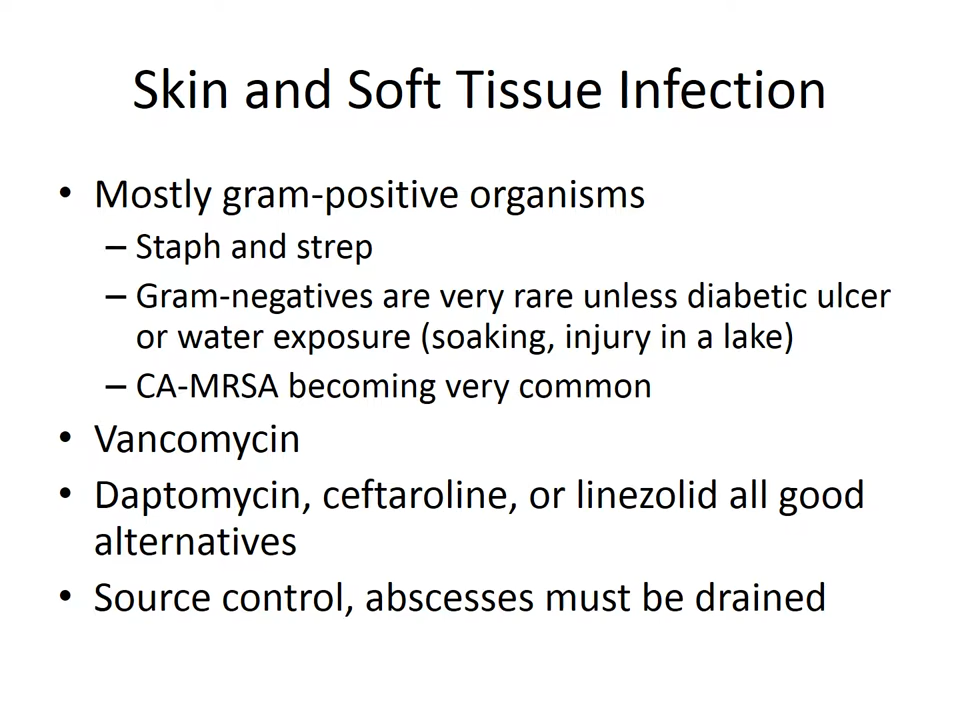 Skin and Soft Tissue Infection
• Mostly gram-positive organisms
– Staph and strep
– Gram-negatives are very rare unless diabetic ulcer
or water exposure (soaking, injury in a lake)
– CA-MRSA becoming very common
• Vancomycin
• Daptomycin, ceftaroline, or linezolid all good
alternatives
• Source control, abscesses must be drained